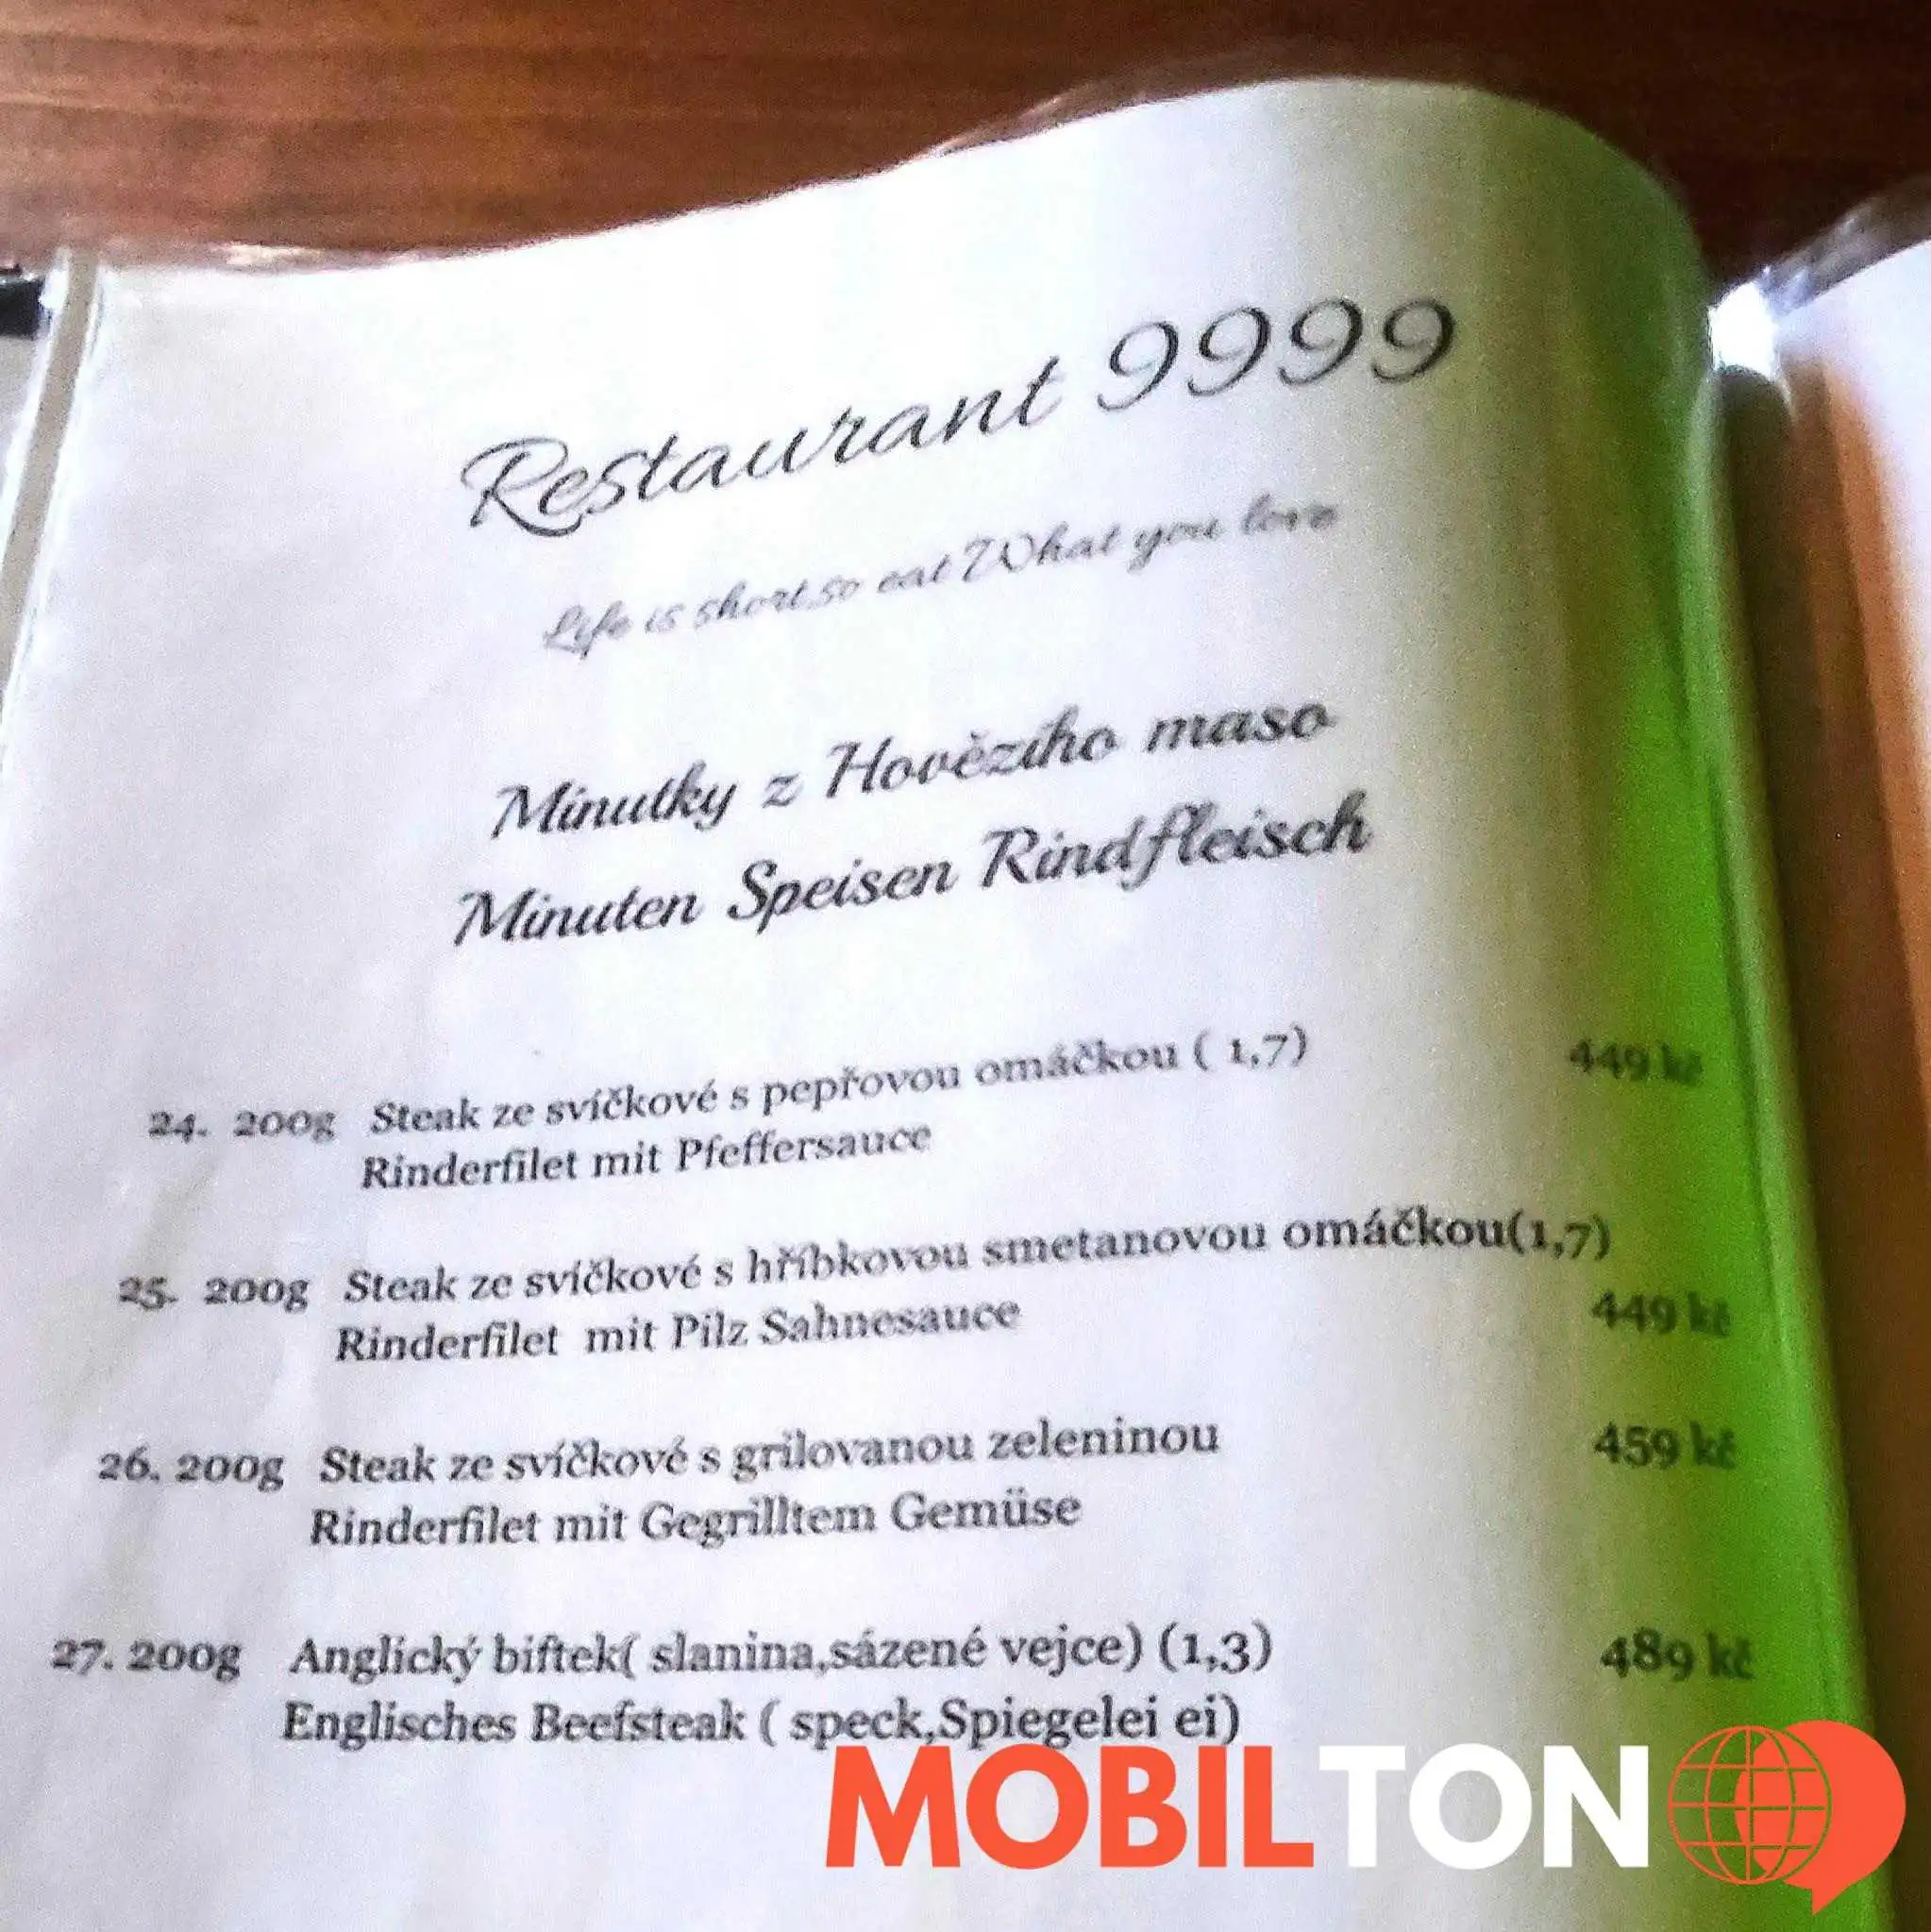 Restaurant 9999
Life is short,so eat What you love
Minutky z Hovězího maso
Minuten Speisen Rindfleisch
24. 200g Steak ze svíčkové s pepřovou omáčkou ( 1,7) 449 kč
Rinderfilet mit Pfeffersauce
25. 200g Steak ze svíčkové s hříbkovou smetanovou omáčkou(1,7)
449 kč
Rinderfilet mit Pilz Sahnesauce
26. 200g Steak ze svíčkové s grilovanou zeleninou 459 kč
Rinderfilet mit Gegrilltem Gemüse
27. 200g Anglický biftek( slanina,sázené vejce) (1,3) 489 kč
Englisches Beefsteak ( speck,Spiegelei ei)
MOBILTON